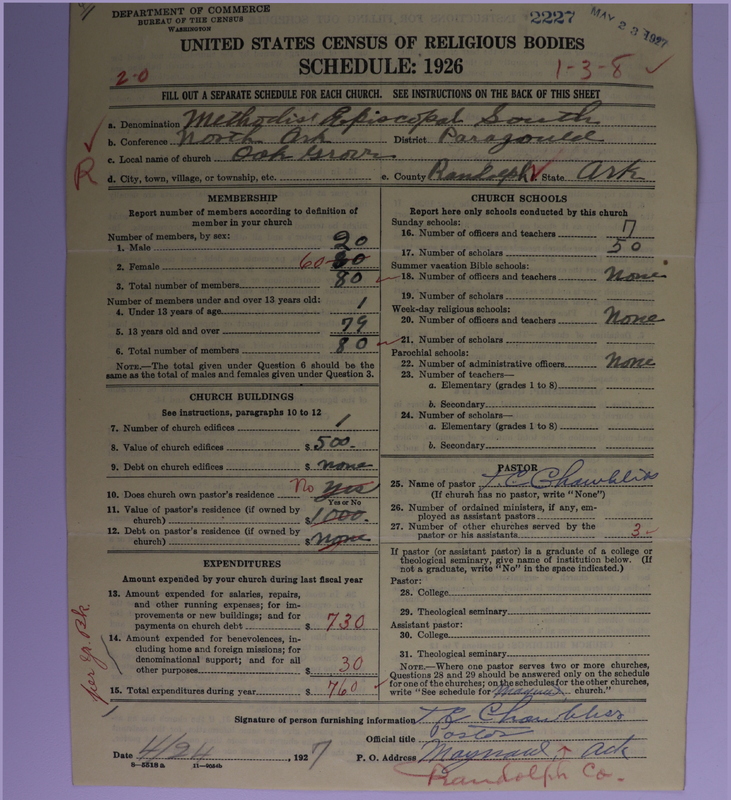 DEPARTMENT OF COMMERCE
BUREAU OF THE CENSUS
WASHINGTON
2227
MAY 23 1927
UNITED STATES CENSUS OF RELIGIOUS BODIES
SCHEDULE: 1926
2-0
1-3-8 ✓
FILL OUT A SEPARATE SCHEDULE FOR EACH CHURCH. SEE INSTRUCTIONS ON THE BACK OF THIS SHEET
a. Denomination Methodist Episcopal South
b. Conference North Ark District Paragould
c. Local name of church Oak Grove
R
d. City, town, village, or township, etc. e. County Randolph State Ark
MEMBERSHIP
Report number of members according to definition of
member in your church
Number of members, by sex:
1. Male 20
2. Female 60 60
3. Total number of members 80
Number of members under and over 13 years old:
4. Under 13 years of age 1
5. 13 years old and over 79
6. Total number of members 80
NOTE.—The total given under Question 6 should be
same as the total of males and females given under Question 3.
CHURCH BUILDINGS
See instructions, paragraphs 10 to 12
7. Number of church edifices 1
8. Value of church edifices $ 500.
9. Debt on church edifices $ none
10. Does church own pastor's residence No Yes
Yes or No
11. Value of pastor's residence (if owned by
church) $ 1000.
12. Debt on pastor's residence (if owned by
church) $ none
EXPENDITURES
Amount expended by your church during last fiscal year
13. Amount expended for salaries, repairs,
and other running expenses; for im-
provements or new buildings; and for
payments on church debt $ 730
14. Amount expended for benevolences, in-
cluding home and foreign missions; for
denominational support; and for all
other purposes $ 30
15. Total expenditures during year $ 760
per Yr. Bk.
CHURCH SCHOOLS
Report here only schools conducted by this church
Sunday schools:
16. Number of officers and teachers 7
17. Number of scholars 50
Summer vacation Bible schools:
18. Number of officers and teachers None
19. Number of scholars
Week-day religious schools:
20. Number of officers and teachers None
21. Number of scholars
Parochial schools:
22. Number of administrative officers None
23. Number of teachers—
a. Elementary (grades 1 to 8)
b. Secondary
24. Number of scholars—
a. Elementary (grades 1 to 8)
b. Secondary
PASTOR
25. Name of pastor T. E. Chambliss
(If church has no pastor, write "None")
26. Number of ordained ministers, if any, em-
ployed as assistant pastors
27. Number of other churches served by the
pastor or his assistants 3
If pastor (or assistant pastor) is a graduate of a college or
theological seminary, give name of institution below. (If
not a graduate, write "No" in the space indicated.)
Pastor:
28. College
29. Theological seminary
Assistant pastor:
30. College
31. Theological seminary
NOTE.—Where one pastor serves two or more churches,
Questions 28 and 29 should be answered only on the schedule
for one of the churches; on the schedules for the other churches,
write "See schedule for Maynard church."
Signature of person furnishing information T. E. Chambliss
Official title Pastor
Date 4/24, 1927 P. O. Address Maynard Ark
8-5518a 11-9054b
Randolph Co.